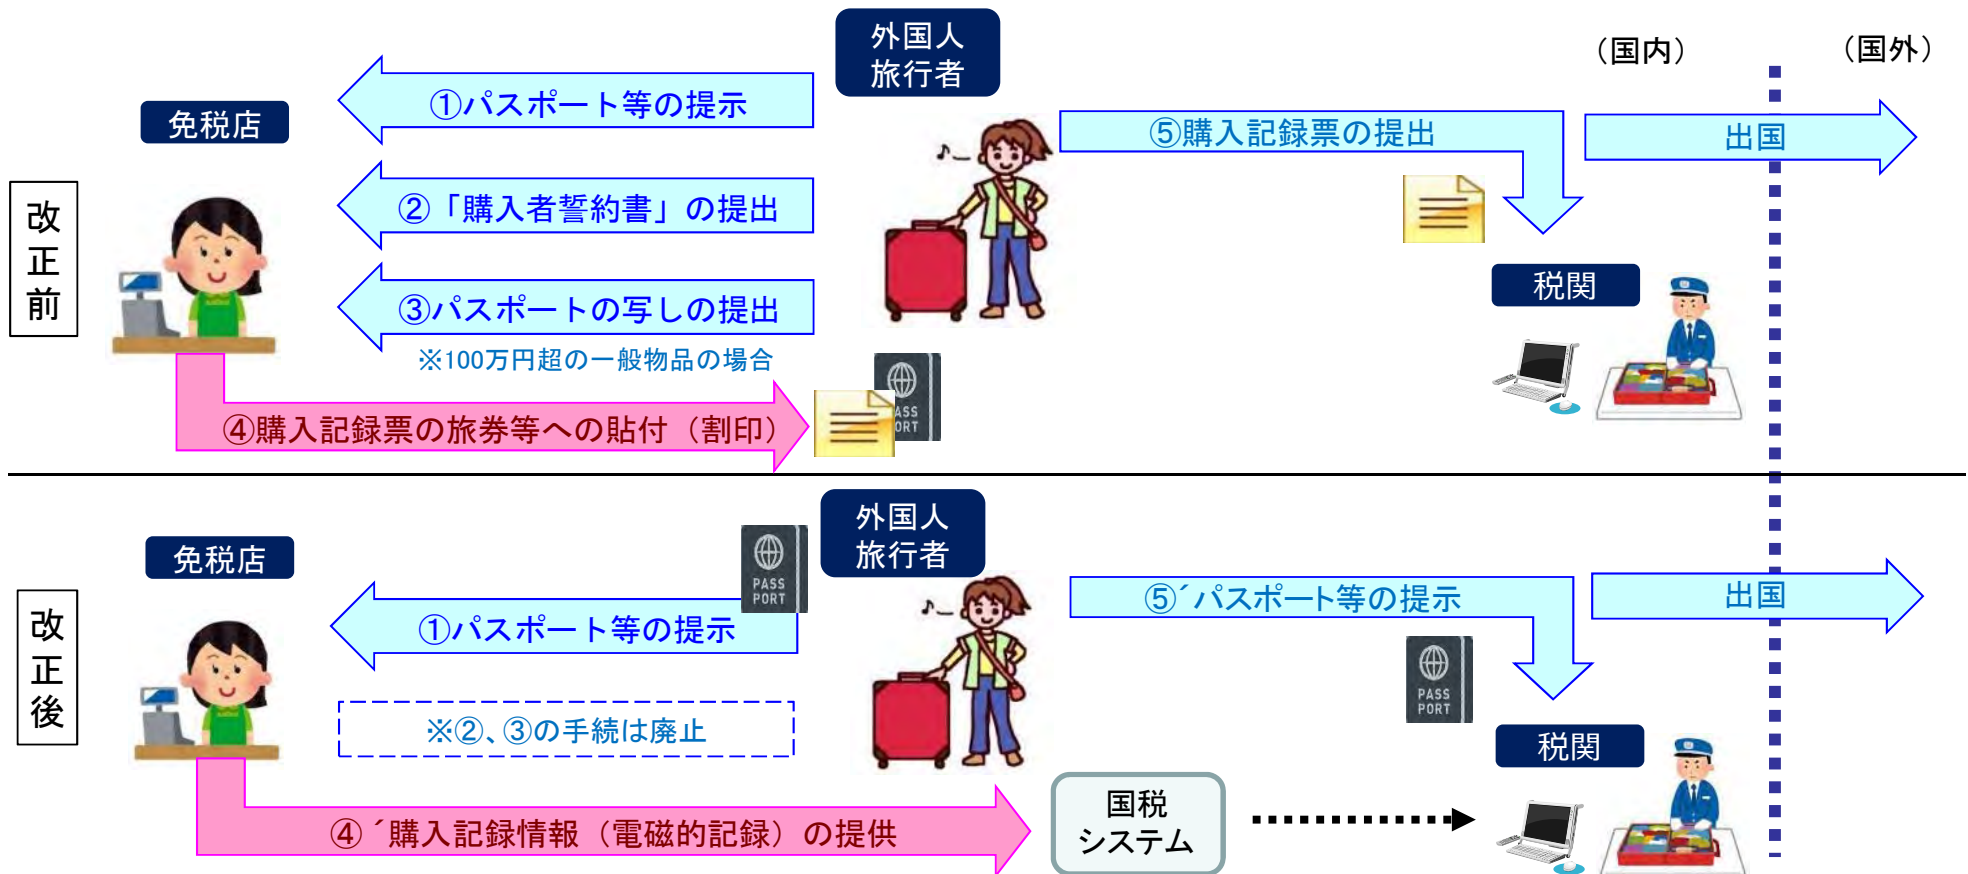 外国人
旅行者
（国内）
（国外）
免税店
①パスポート等の提示
⑤購入記録票の提出
出国
改正前
②「購入者誓約書」の提出
③パスポートの写しの提出
※100万円超の一般物品の場合
税関
④購入記録票の旅券等への貼付（割印）
PASS
PORT
外国人
旅行者
免税店
PASS
PORT
①パスポート等の提示
⑤´パスポート等の提示
出国
改正後
PASS
PORT
※②、③の手続は廃止
税関
④´購入記録情報（電磁的記録）の提供
国税
システム